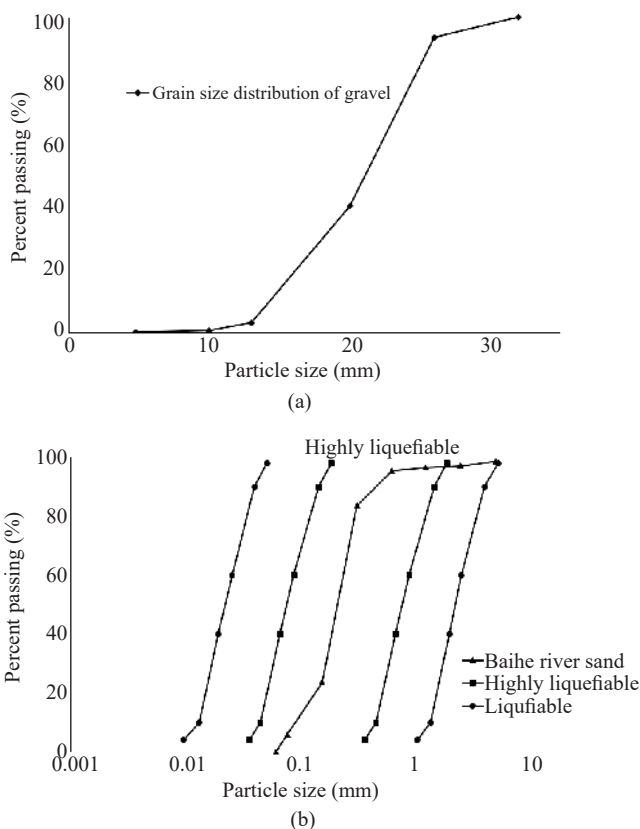 100
80
60
40
20
0
Percent passing (%)
Grain size distribution of gravel
0 10 20 30
Particle size (mm)
(a)
Highly liquefiable
100
80
60
40
20
0
Percent passing (%)
Baihe river sand
Highly liquefiable
Liqufiable
0.001 0.01 0.1 1 10
Particle size (mm)
(b)